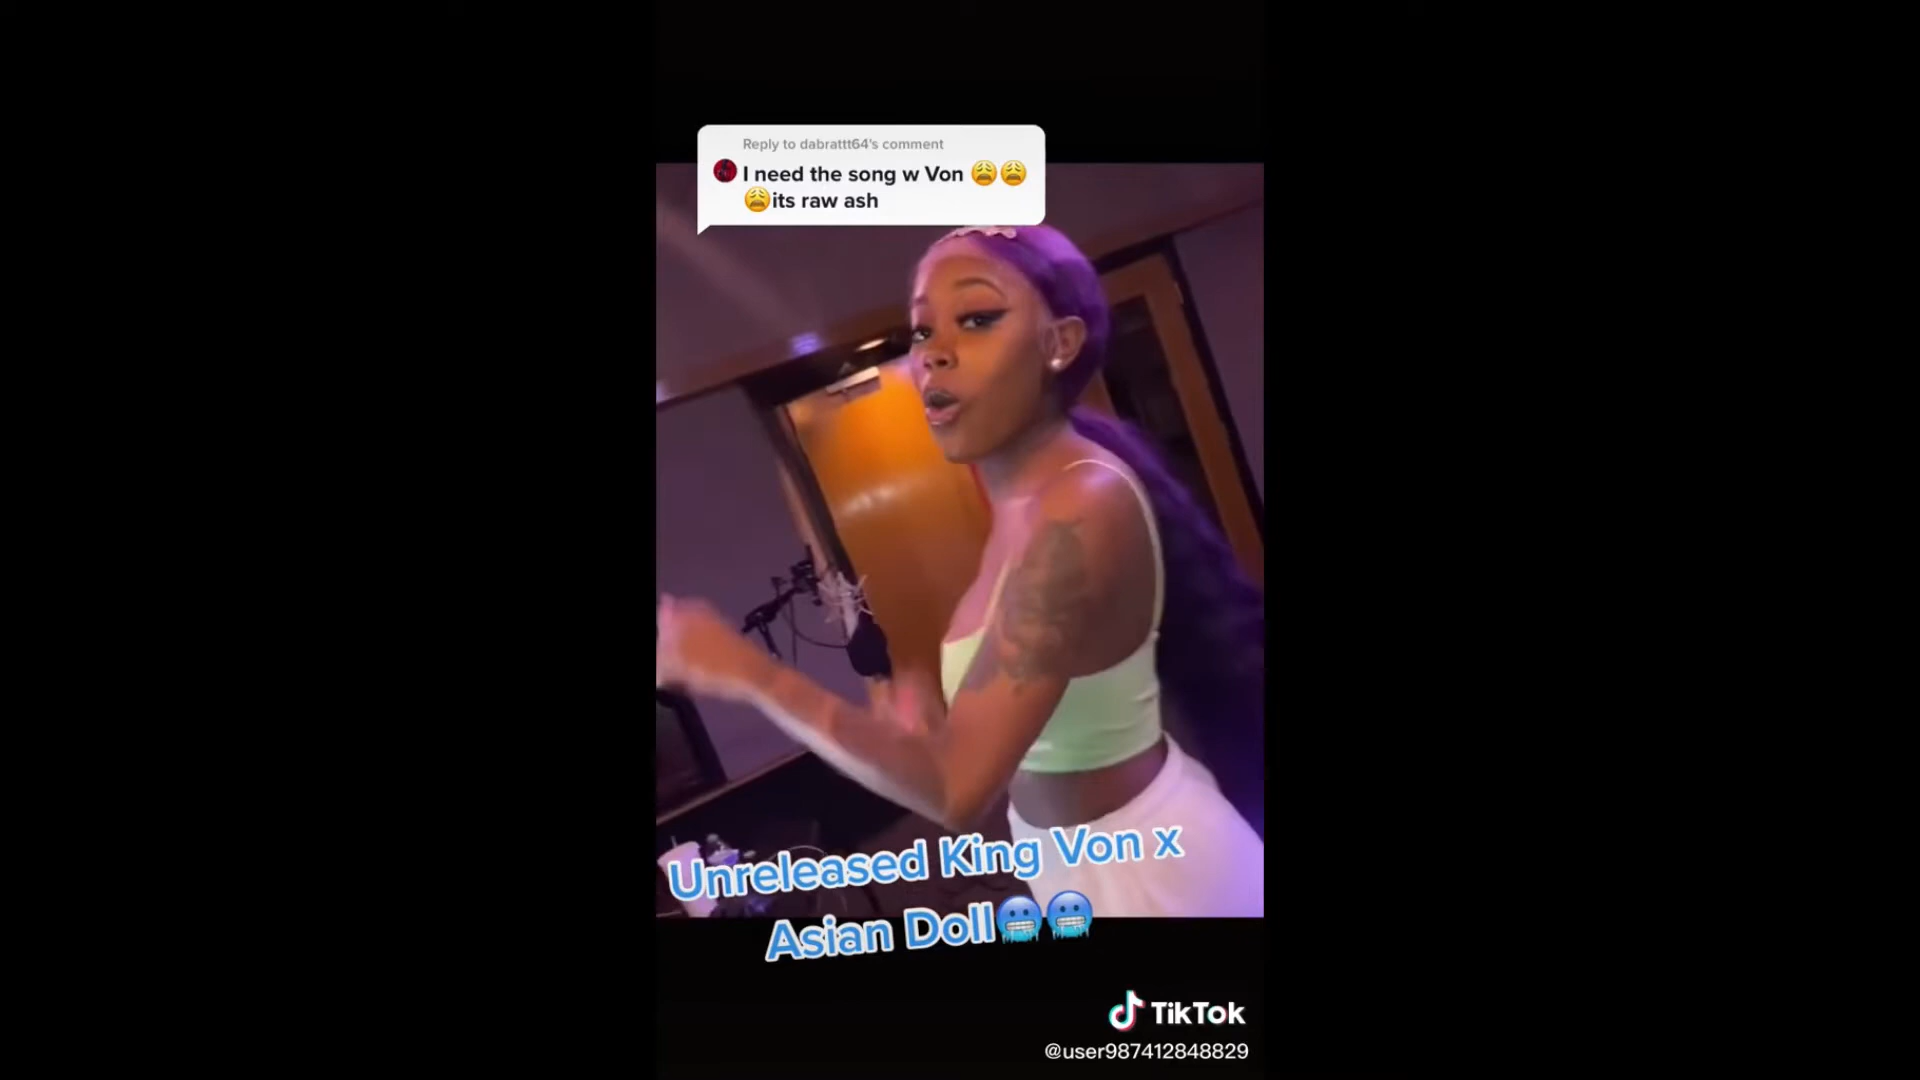 Reply to dabrattt64's comment
I need the song w Von 😩😩
😩its raw ash
Unreleased King Von x
Asian Doll🥶🥶
TikTok
@user987412848829